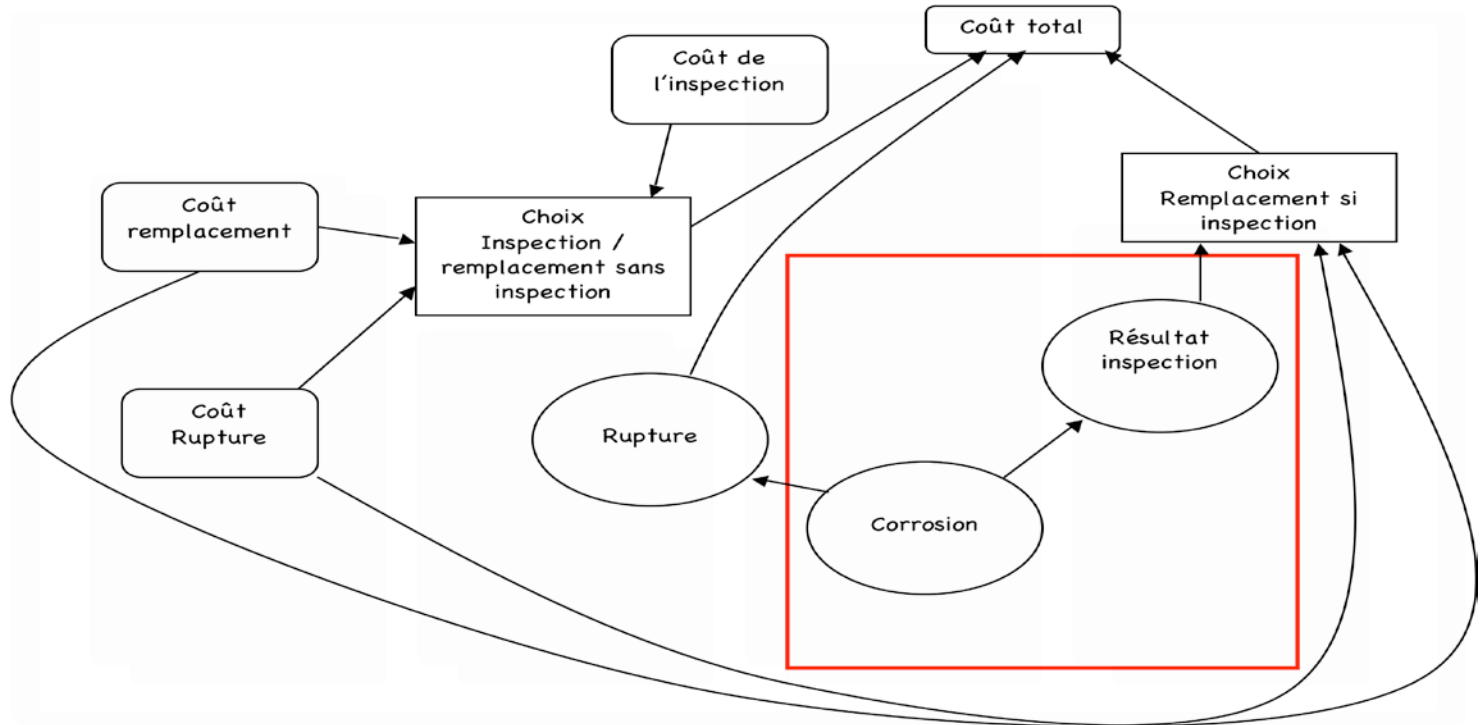 Coût total
Coût de
l'inspection
Choix
Remplacement si
inspection
Coût
remplacement
Choix
Inspection /
remplacement sans
inspection
Résultat
inspection
Coût
Rupture
Rupture
Corrosion